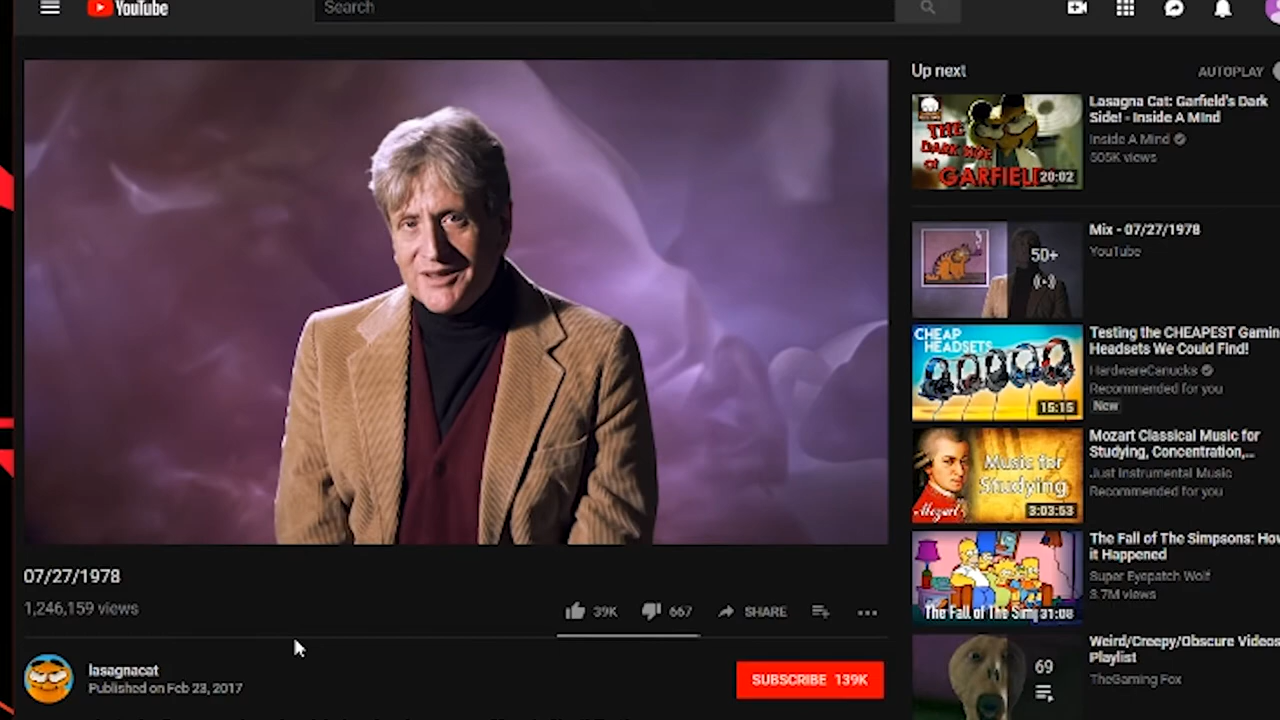 YouTube
Search
Up next
AUTOPLAY
THE
DARK SIDE
OF
GARFIELD
20:02
Lasagna Cat: Garfield's Dark
Side! - Inside A Mind
Inside A Mind
505K views
50+
Mix - 07/27/1978
YouTube
CHEAP
HEADSETS
15:15
Testing the CHEAPEST Gamin
Headsets We Could Find!
HardwareCanucks
Recommended for you
New
Music for
Studying
Mozart
3:03:53
Mozart Classical Music for
Studying, Concentration,...
Just Instrumental Music
Recommended for you
The Fall of The Sim
31:08
The Fall of The Simpsons: How
it Happened
Super Eyepatch Wolf
3.7M views
69
Weird/Creepy/Obscure Videos
Playlist
TheGaming Fox
07/27/1978
1,246,159 views
39K
667
SHARE
lasagnacat
Published on Feb 23, 2017
SUBSCRIBE 139K